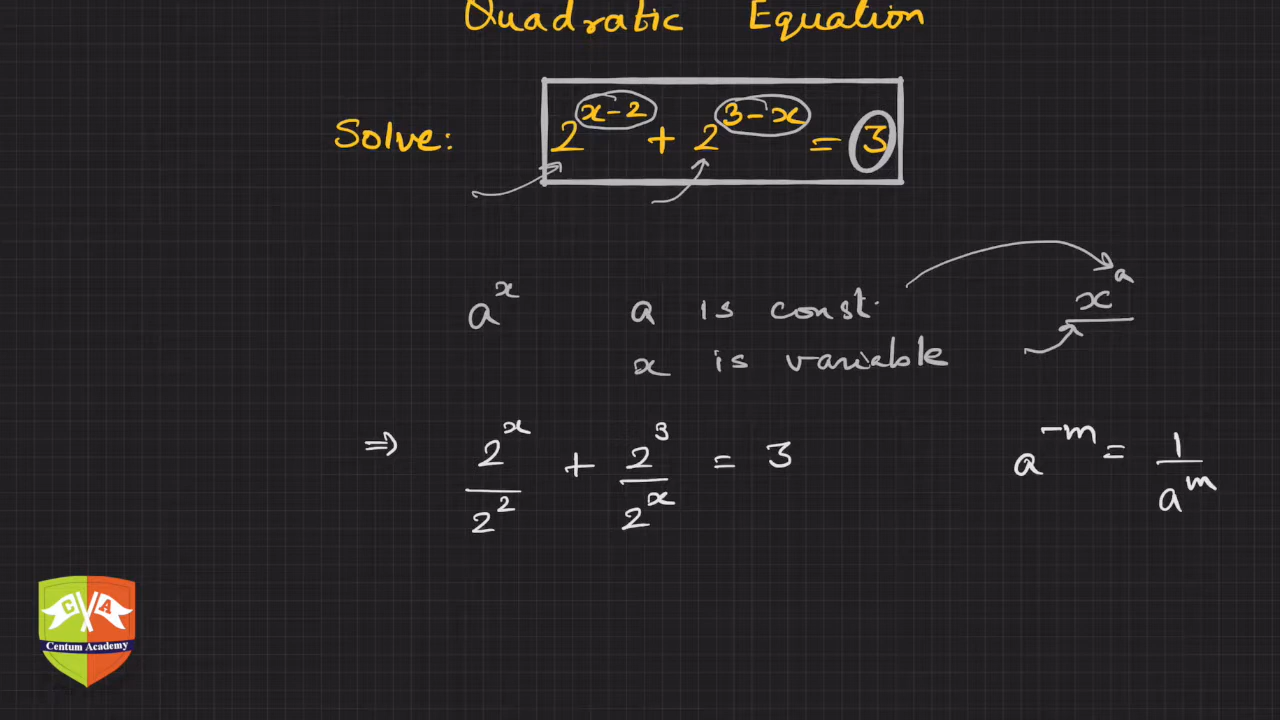 Quadratic Equation
Solve: 2^(x-2) + 2^(3-x) = 3
a^x a is const. x^a
x is variable
⇒ 2^x/2^2 + 2^3/2^x = 3 a^(-m) = 1/a^m
C A
Centum Academy